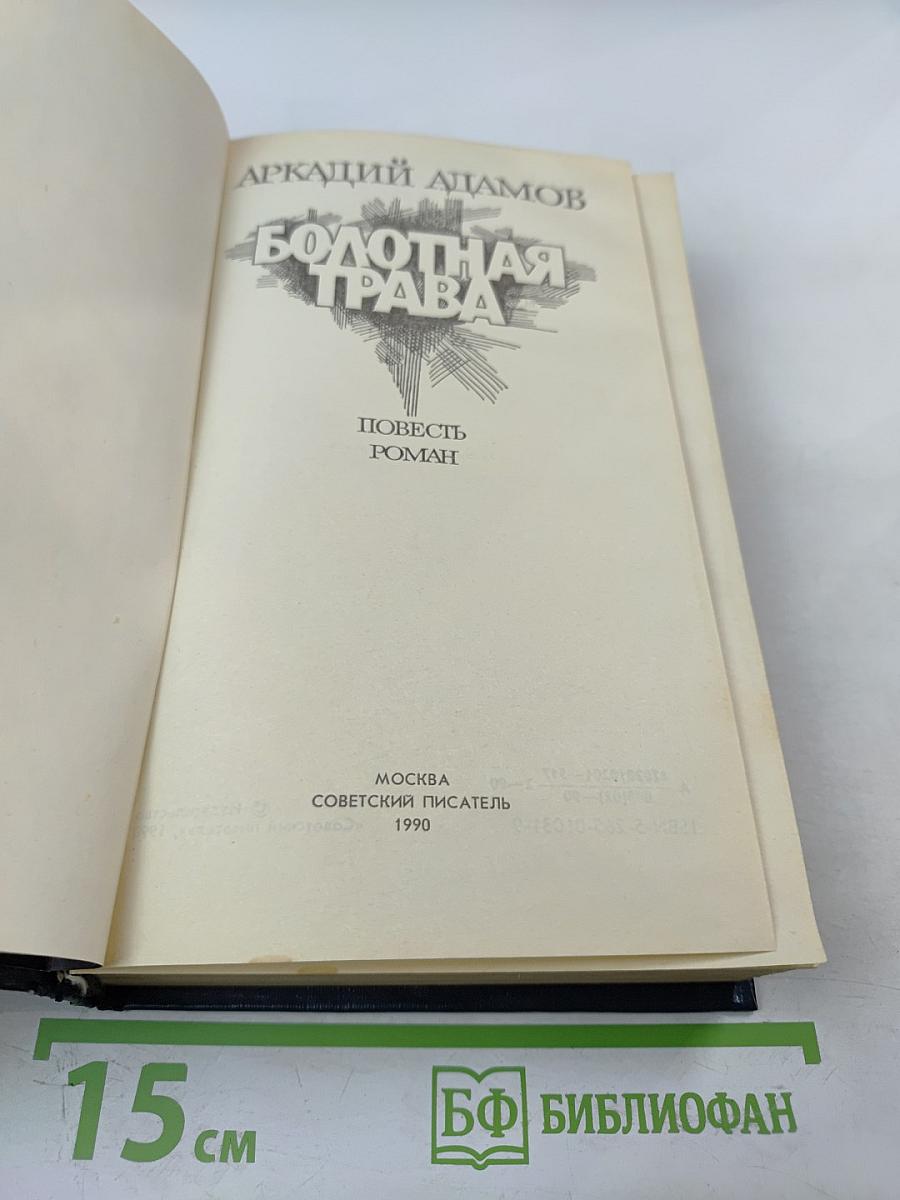 АРКАДИЙ АДАМОВ
БОЛОТНАЯ
ТРАВА
ПОВЕСТЬ
РОМАН
МОСКВА
СОВЕТСКИЙ ПИСАТЕЛЬ
1990
15 см
БФ БИБЛИОФАН